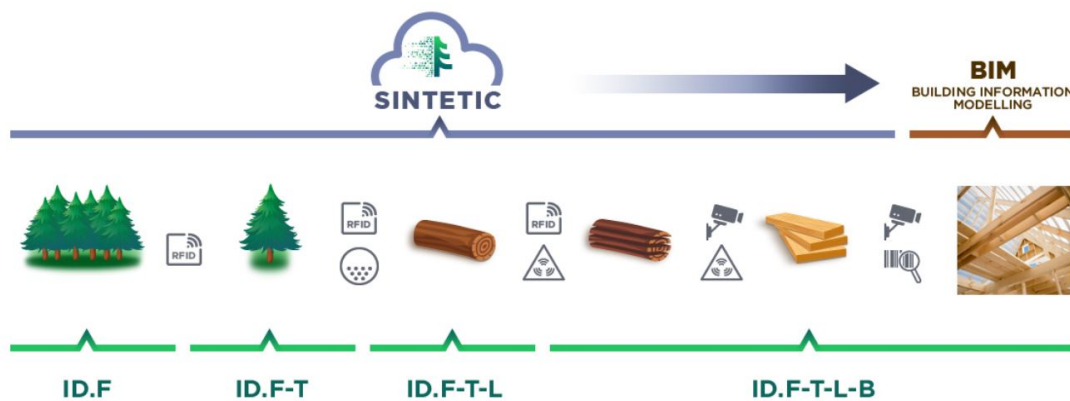 SINTETIC
BIM
BUILDING INFORMATION
MODELLING
RFID
RFID
RFID
ID.F
ID.F-T
ID.F-T-L
ID.F-T-L-B